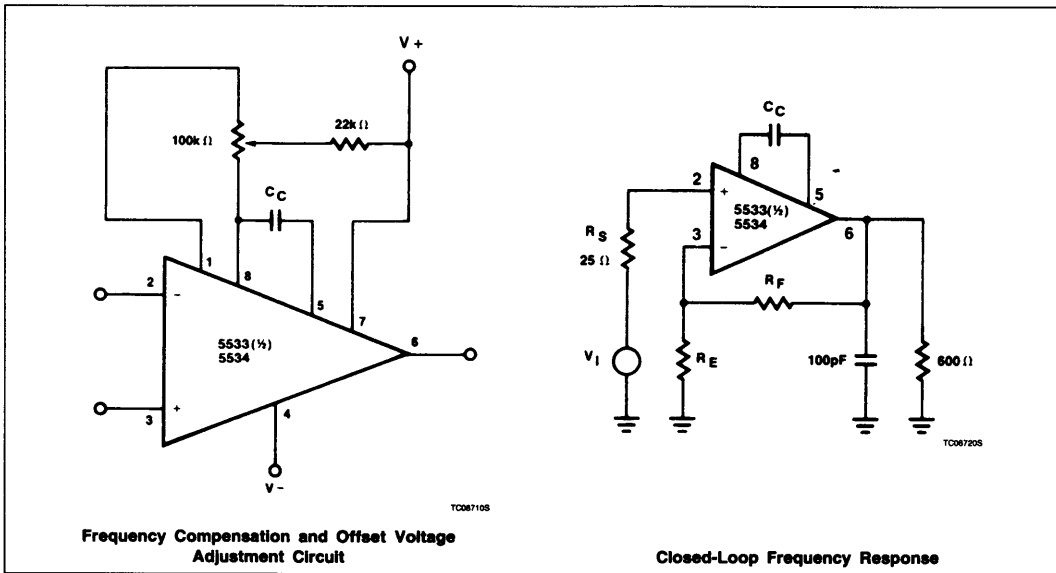 V+
100kΩ
22kΩ
CC
1
8
5
7
2
−
5533(½)
5534
6
3
+
4
V−
TC08710S
Frequency Compensation and Offset Voltage
Adjustment Circuit
CC
8
5
2
+
5533(½)
5534
6
3
−
RS
25Ω
RF
VI
RE
100pF
600Ω
TC08720S
Closed-Loop Frequency Response